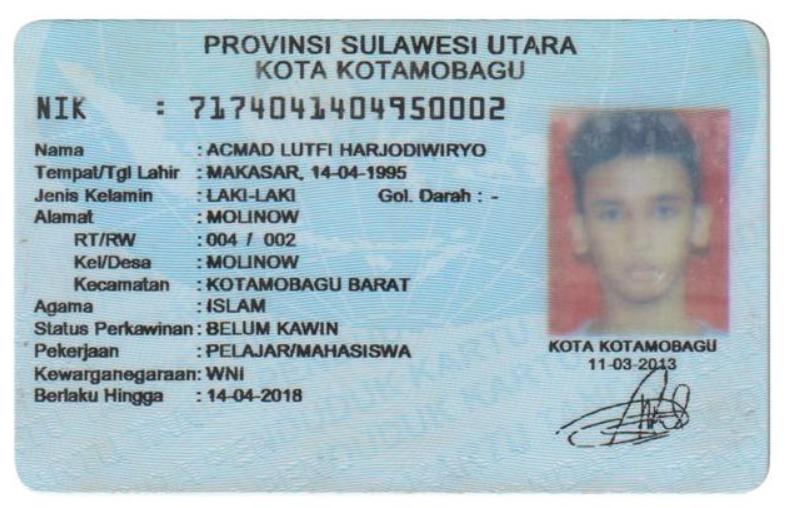 PROVINSI SULAWESI UTARA
KOTA KOTAMOBAGU
NIK : 7174041404950002
Nama : ACMAD LUTFI HARJODIWIRYO
Tempat/Tgl Lahir : MAKASAR, 14-04-1995
Jenis Kelamin : LAKI-LAKI Gol. Darah : -
Alamat : MOLINOW
RT/RW : 004 / 002
Kel/Desa : MOLINOW
Kecamatan : KOTAMOBAGU BARAT
Agama : ISLAM
Status Perkawinan : BELUM KAWIN
Pekerjaan : PELAJAR/MAHASISWA
Kewarganegaraan: WNI
Berlaku Hingga : 14-04-2018
KOTA KOTAMOBAGU
11-03-2013